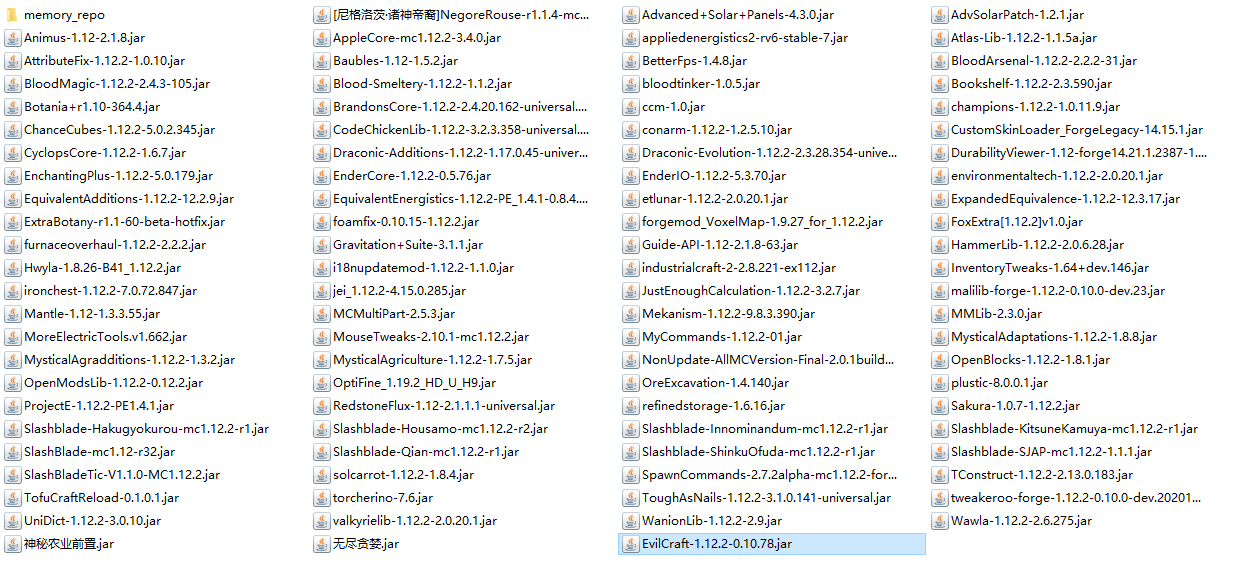 memory_repo
[尼格洛茨·诸神帝裔]NegoreRouse-r1.1.4-mc...
Advanced+Solar+Panels-4.3.0.jar
AdvSolarPatch-1.2.1.jar
Animus-1.12-2.1.8.jar
AppleCore-mc1.12.2-3.4.0.jar
appliedenergistics2-rv6-stable-7.jar
Atlas-Lib-1.12.2-1.1.5a.jar
AttributeFix-1.12.2-1.0.10.jar
Baubles-1.12-1.5.2.jar
BetterFps-1.4.8.jar
BloodArsenal-1.12.2-2.2.2-31.jar
BloodMagic-1.12.2-2.4.3-105.jar
Blood-Smeltery-1.12.2-1.1.2.jar
bloodtinker-1.0.5.jar
Bookshelf-1.12.2-2.3.590.jar
Botania+r1.10-364.4.jar
BrandonsCore-1.12.2-2.4.20.162-universal....
ccm-1.0.jar
champions-1.12.2-1.0.11.9.jar
ChanceCubes-1.12.2-5.0.2.345.jar
CodeChickenLib-1.12.2-3.2.3.358-universal....
conarm-1.12.2-1.2.5.10.jar
CustomSkinLoader_ForgeLegacy-14.15.1.jar
CyclopsCore-1.12.2-1.6.7.jar
Draconic-Additions-1.12.2-1.17.0.45-univer...
Draconic-Evolution-1.12.2-2.3.28.354-unive...
DurabilityViewer-1.12-forge14.21.1.2387-1....
EnchantingPlus-1.12.2-5.0.179.jar
EnderCore-1.12.2-0.5.76.jar
EnderIO-1.12.2-5.3.70.jar
environmentaltech-1.12.2-2.0.20.1.jar
EquivalentAdditions-1.12.2-12.2.9.jar
EquivalentEnergistics-1.12.2-PE_1.4.1-0.8.4....
etlunar-1.12.2-2.0.20.1.jar
ExpandedEquivalence-1.12.2-12.3.17.jar
ExtraBotany-r1.1-60-beta-hotfix.jar
foamfix-0.10.15-1.12.2.jar
forgemod_VoxelMap-1.9.27_for_1.12.2.jar
FoxExtra[1.12.2]v1.0.jar
furnaceoverhaul-1.12.2-2.2.2.jar
Gravitation+Suite-3.1.1.jar
Guide-API-1.12-2.1.8-63.jar
HammerLib-1.12.2-2.0.6.28.jar
Hwyla-1.8.26-B41_1.12.2.jar
i18nupdatemod-1.12.2-1.1.0.jar
industrialcraft-2-2.8.221-ex112.jar
InventoryTweaks-1.64+dev.146.jar
ironchest-1.12.2-7.0.72.847.jar
jei_1.12.2-4.15.0.285.jar
JustEnoughCalculation-1.12.2-3.2.7.jar
malilib-forge-1.12.2-0.10.0-dev.23.jar
Mantle-1.12-1.3.3.55.jar
MCMultiPart-2.5.3.jar
Mekanism-1.12.2-9.8.3.390.jar
MMLib-2.3.0.jar
MoreElectricTools.v1.662.jar
MouseTweaks-2.10.1-mc1.12.2.jar
MyCommands-1.12.2-01.jar
MysticalAdaptations-1.12.2-1.8.8.jar
MysticalAgradditions-1.12.2-1.3.2.jar
MysticalAgriculture-1.12.2-1.7.5.jar
NonUpdate-AllMCVersion-Final-2.0.1build...
OpenBlocks-1.12.2-1.8.1.jar
OpenModsLib-1.12.2-0.12.2.jar
OptiFine_1.19.2_HD_U_H9.jar
OreExcavation-1.4.140.jar
plustic-8.0.0.1.jar
ProjectE-1.12.2-PE1.4.1.jar
RedstoneFlux-1.12-2.1.1.1-universal.jar
refinedstorage-1.6.16.jar
Sakura-1.0.7-1.12.2.jar
Slashblade-Hakugyokurou-mc1.12.2-r1.jar
Slashblade-Housamo-mc1.12.2-r2.jar
Slashblade-Innominandum-mc1.12.2-r1.jar
Slashblade-KitsuneKamuya-mc1.12.2-r1.jar
SlashBlade-mc1.12-r32.jar
Slashblade-Qian-mc1.12.2-r1.jar
Slashblade-ShinkuOfuda-mc1.12.2-r1.jar
Slashblade-SJAP-mc1.12.2-1.1.1.jar
SlashBladeTic-V1.1.0-MC1.12.2.jar
solcarrot-1.12.2-1.8.4.jar
SpawnCommands-2.7.2alpha-mc1.12.2-for...
TConstruct-1.12.2-2.13.0.183.jar
TofuCraftReload-0.1.0.1.jar
torcherino-7.6.jar
ToughAsNails-1.12.2-3.1.0.141-universal.jar
tweakeroo-forge-1.12.2-0.10.0-dev.20201...
UniDict-1.12.2-3.0.10.jar
valkyrielib-1.12.2-2.0.20.1.jar
WanionLib-1.12.2-2.9.jar
Wawla-1.12.2-2.6.275.jar
神秘农业前置.jar
无尽贪婪.jar
EvilCraft-1.12.2-0.10.78.jar